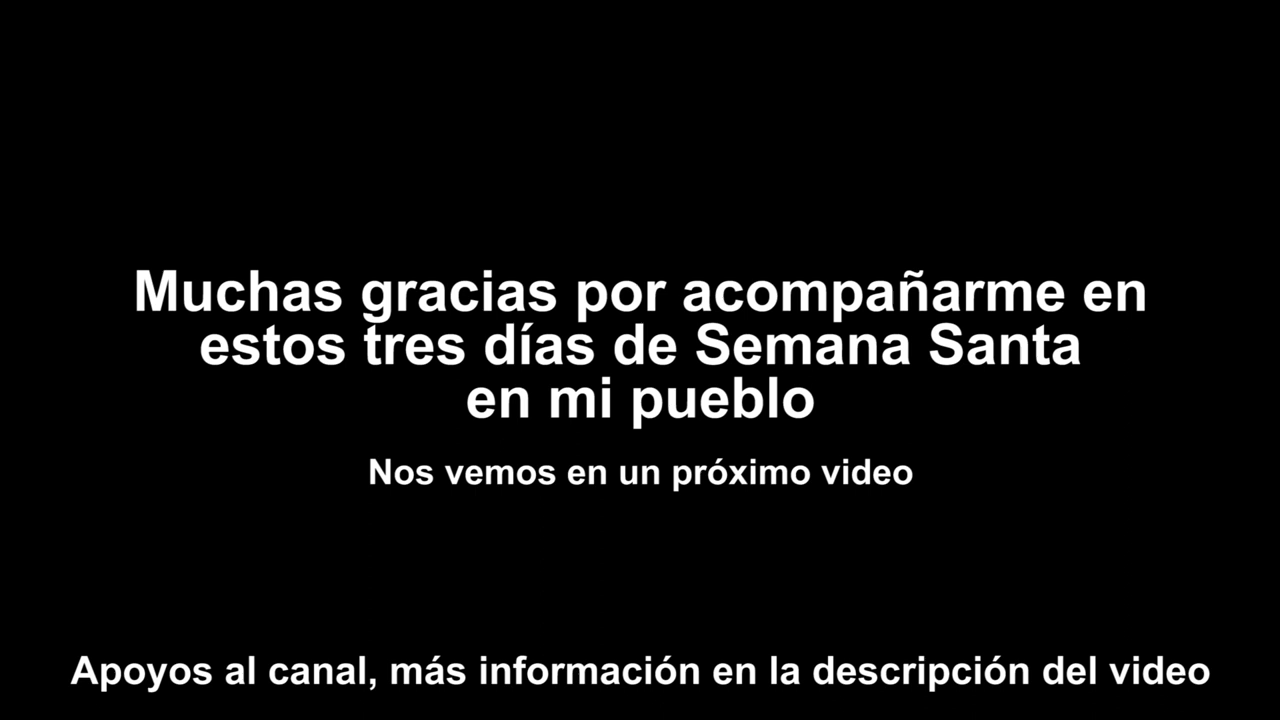 Muchas gracias por acompañarme en
estos tres días de Semana Santa
en mi pueblo
Nos vemos en un próximo video
Apoyos al canal, más información en la descripción del video